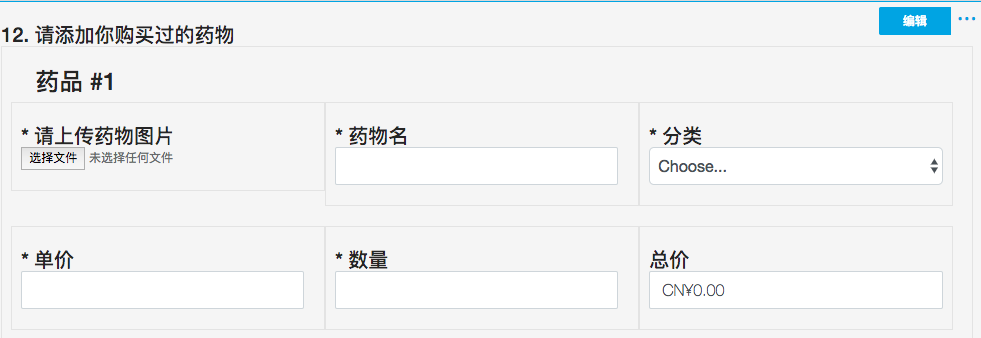 编辑
12. 请添加你购买过的药物
药品 #1
* 请上传药物图片
选择文件 未选择任何文件
* 药物名
* 分类
Choose...
* 单价
* 数量
总价
CN¥0.00